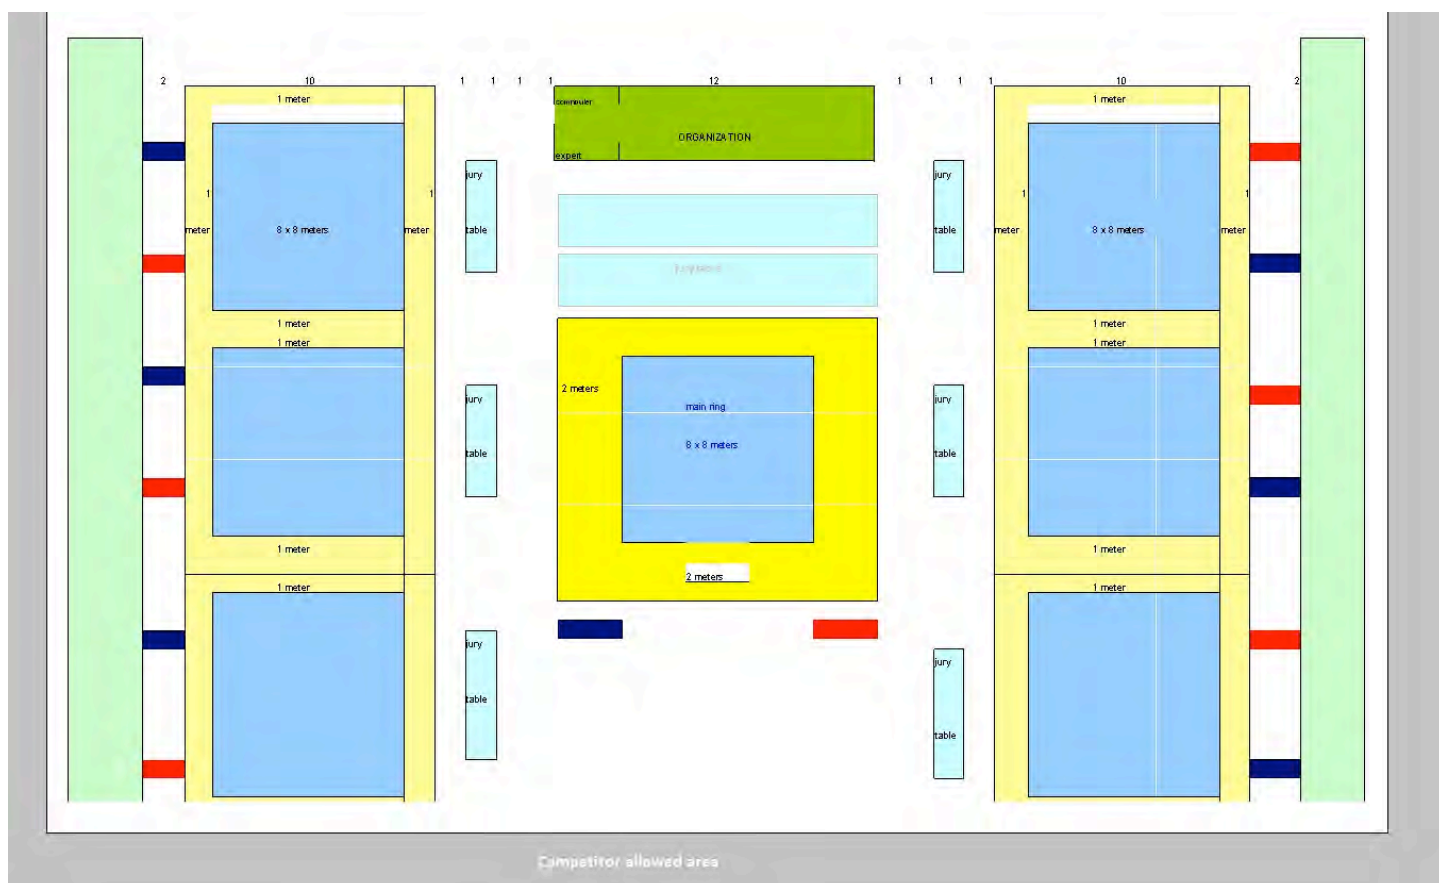 2 10 1 1 1 1 12 1 1 1 1 10 2
1 meter
1 meter
ORGANIZATION
expert
jury
table
jury
table
1
meter
8 x 8 meters
1
meter
1
meter
8 x 8 meters
1
meter
1 meter
1 meter
1 meter
1 meter
2 meters
main ring
8 x 8 meters
jury
table
jury
table
1 meter
1 meter
2 meters
1 meter
1 meter
jury
table
jury
table
Competitor allowed area